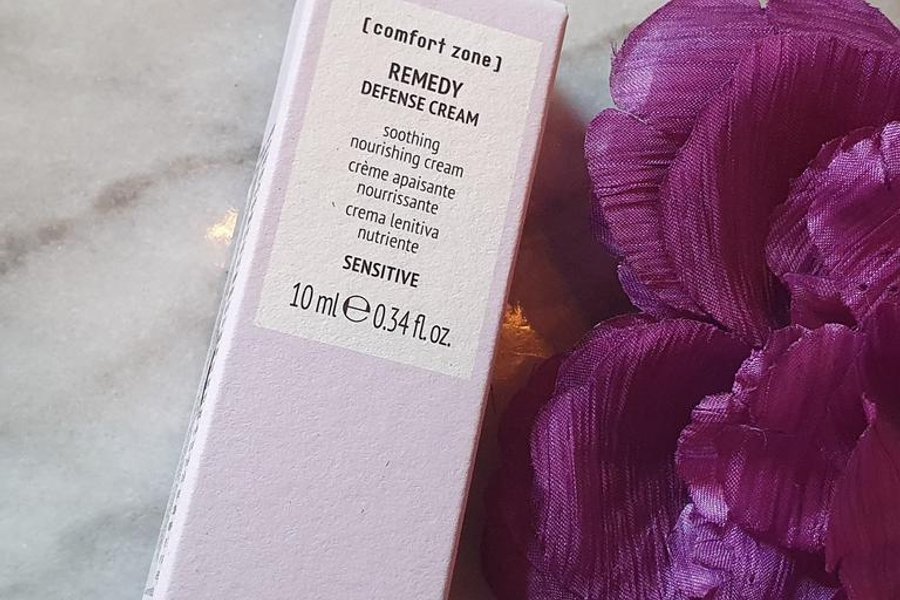 [comfort zone]
REMEDY
DEFENSE CREAM
soothing
nourishing cream
crème apaisante
nourrissante
crema lenitiva
nutriente
SENSITIVE
10 ml ℮ 0.34 fl. oz.